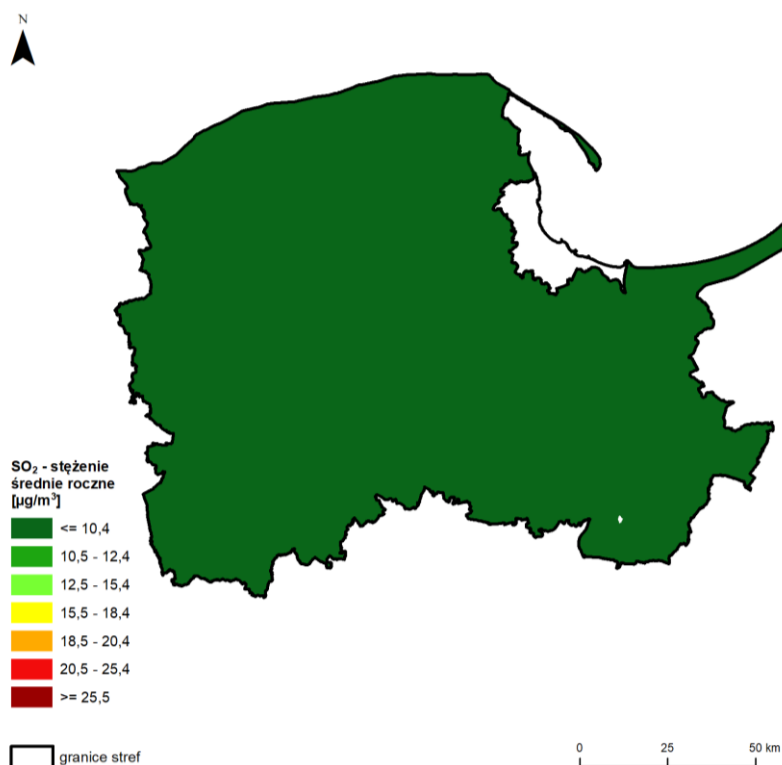 N
SO₂ - stężenie
średnie roczne
[µg/m³]
<= 10,4
10,5 - 12,4
12,5 - 15,4
15,5 - 18,4
18,5 - 20,4
20,5 - 25,4
>= 25,5
granice stref
0 25 50 km